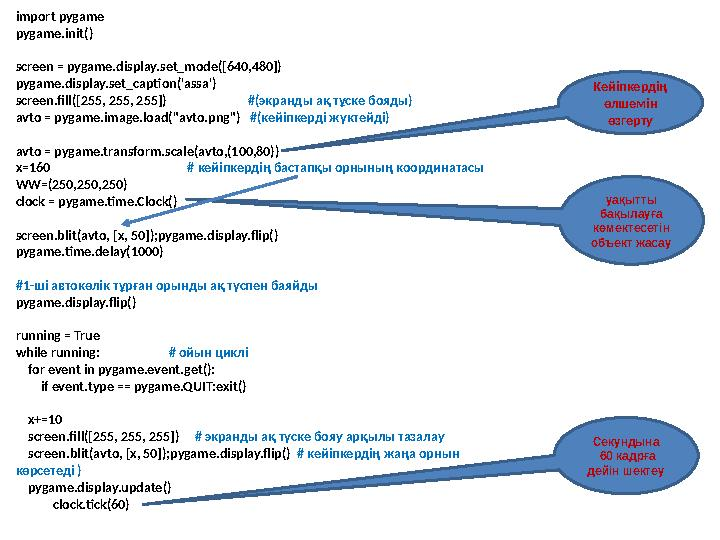 import pygame
pygame.init()
screen = pygame.display.set_mode([640,480])
pygame.display.set_caption('assa')
screen.fill([255, 255, 255]) #(экранды ақ түске бояды)
avto = pygame.image.load("avto.png") #(кейіпкерді жүктейді)
avto = pygame.transform.scale(avto,(100,80))
x=160 # кейіпкердің бастапқы орнының координатасы
WW=(250,250,250)
clock = pygame.time.Clock()
screen.blit(avto, [x, 50]);pygame.display.flip()
pygame.time.delay(1000)
#1-ші автокөлік тұрған орынды ақ түспен баяйды
pygame.display.flip()
running = True
while running: # ойын циклі
for event in pygame.event.get():
if event.type == pygame.QUIT:exit()
x+=10
screen.fill([255, 255, 255]) # экранды ақ түске бояу арқылы тазалау
screen.blit(avto, [x, 50]);pygame.display.flip() # кейіпкердің жаңа орнын
көрсетеді )
pygame.display.update()
clock.tick(60)
Кейіпкердің
өлшемін
өзгерту
уақытты
бақылауға
көмектесетін
объект жасау
Секундына
60 кадрға
дейін шектеу